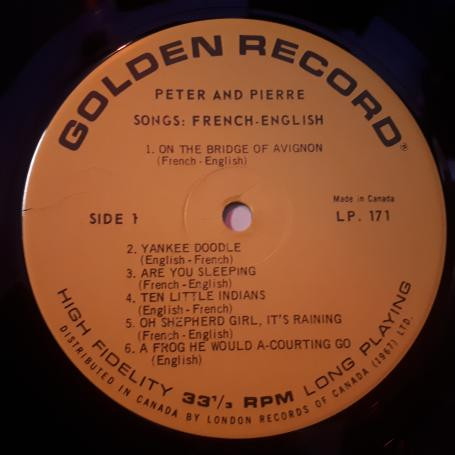 GOLDEN RECORD®
PETER AND PIERRE
SONGS: FRENCH-ENGLISH
1. ON THE BRIDGE OF AVIGNON
(French - English)
Made in Canada
SIDE 1
LP. 171
2. YANKEE DOODLE
(English - French)
3. ARE YOU SLEEPING
(French - English)
4. TEN LITTLE INDIANS
(English - French)
5. OH SHEPHERD GIRL, IT'S RAINING
(French - English)
6. A FROG HE WOULD A-COURTING GO
(English)
HIGH FIDELITY 33⅓ RPM LONG PLAYING
DISTRIBUTED IN CANADA BY LONDON RECORDS OF CANADA (1967) LTD.